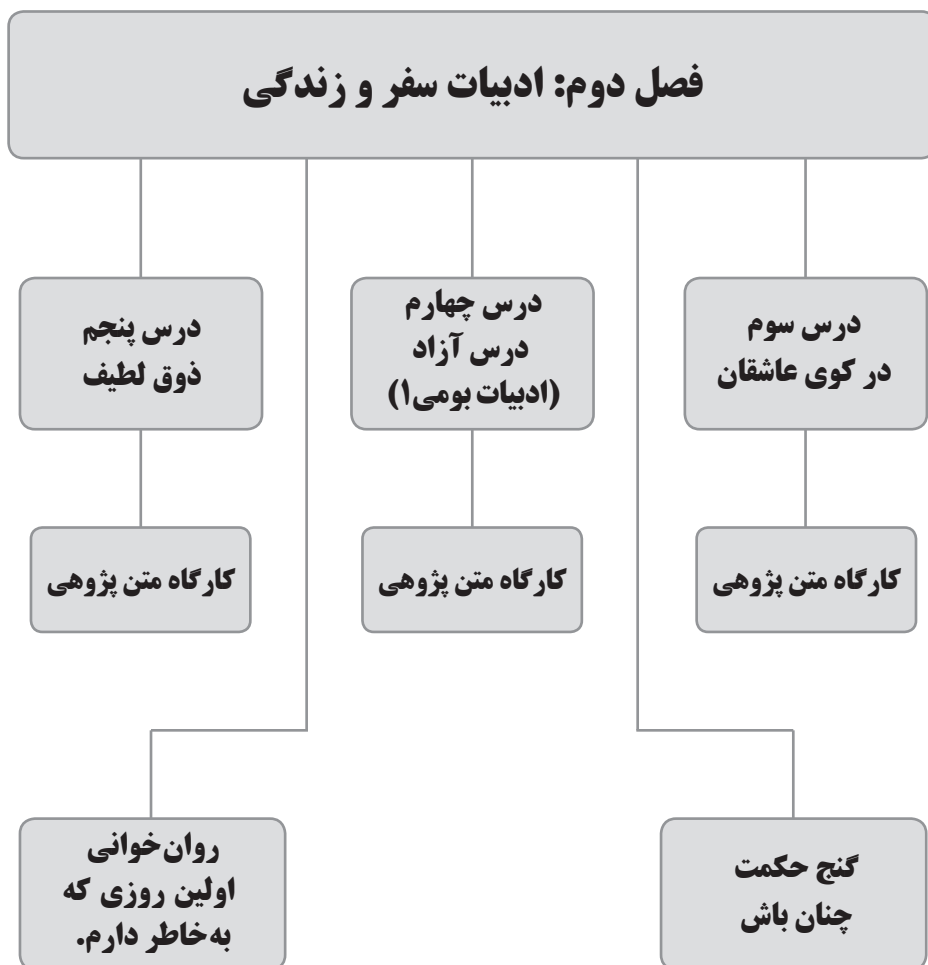 فصل دوم: ادبیات سفر و زندگی
درس سوم
در کوی عاشقان
درس چهارم
درس آزاد
(ادبیات بومی۱)
درس پنجم
ذوق لطیف
کارگاه متن پژوهی
کارگاه متن پژوهی
کارگاه متن پژوهی
گنج حکمت
چنان باش
روان‌خوانی
اولین روزی که
به‌خاطر دارم.